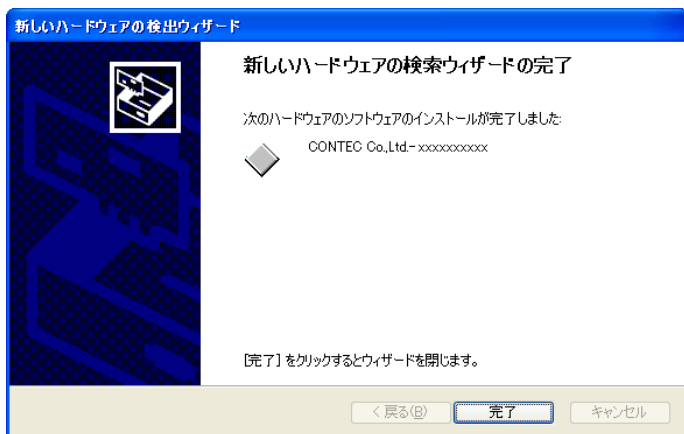 新しいハードウェアの検出ウィザード
新しいハードウェアの検索ウィザードの完了
次のハードウェアのソフトウェアのインストールが完了しました:
CONTEC Co.,Ltd.- xxxxxxxxxx
[完了] をクリックするとウィザードを閉じます。
< 戻る(B)
完了
キャンセル